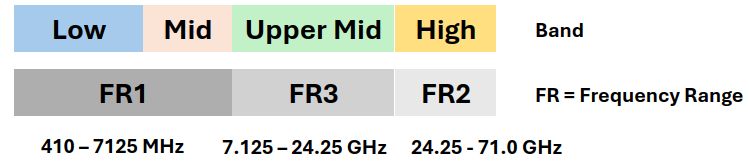 Low Mid Upper Mid High Band
FR1 FR3 FR2 FR = Frequency Range
410 – 7125 MHz 7.125 – 24.25 GHz 24.25 - 71.0 GHz